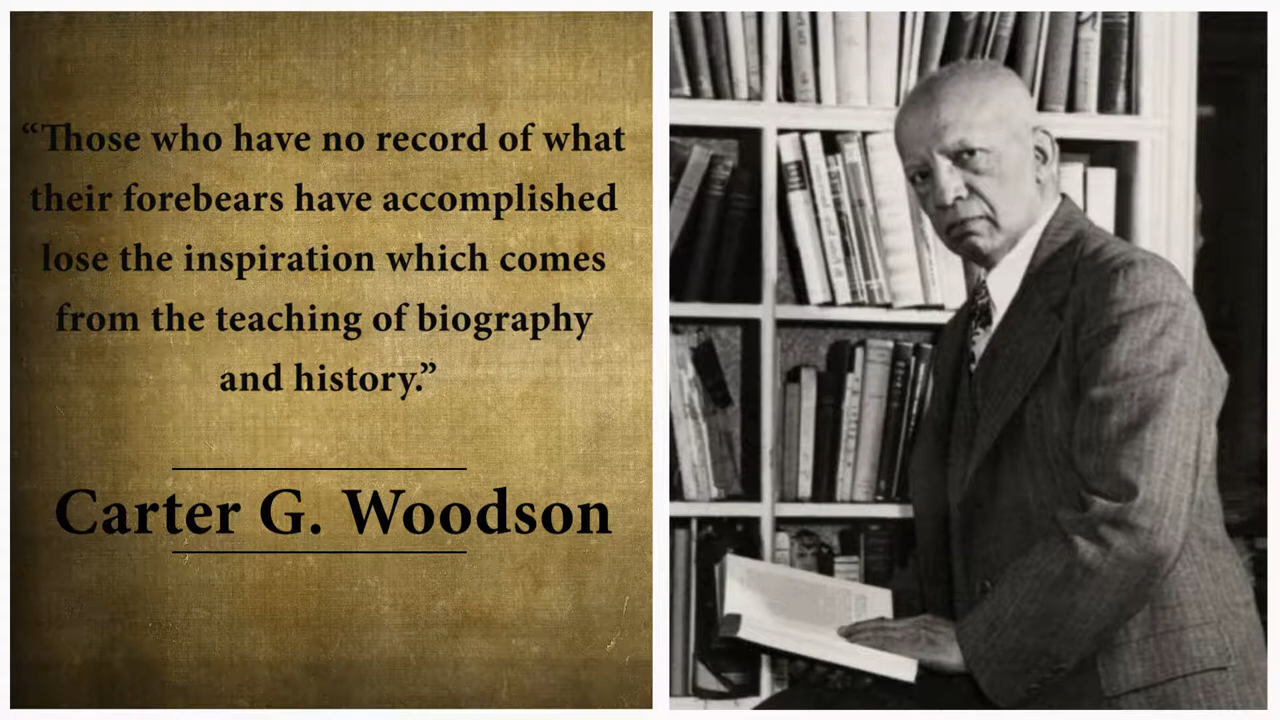 “Those who have no record of what
their forebears have accomplished
lose the inspiration which comes
from the teaching of biography
and history.”
Carter G. Woodson